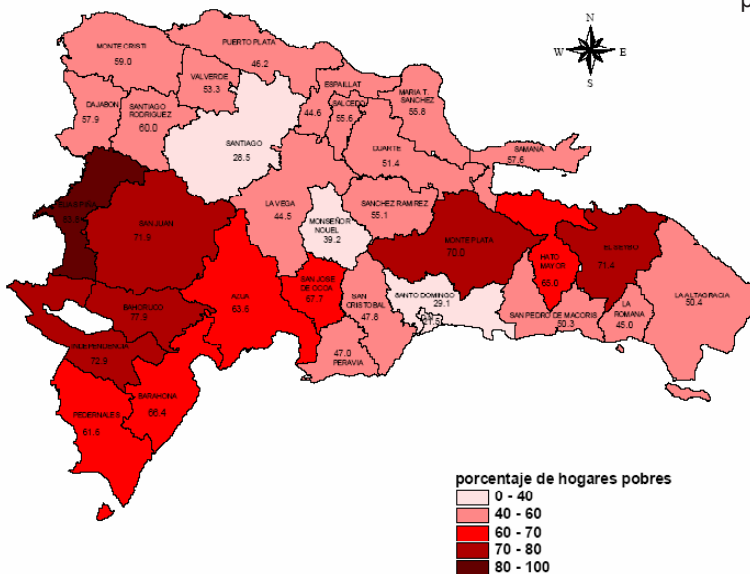 p
N
W E
S
MONTE CRISTI
59.0
PUERTO PLATA
46.2
VALVERDE
53.3
ESPAILLAT
44.6
SALCEDO
55.6
MARIA T.
SANCHEZ
55.8
DAJABON
57.9
SANTIAGO
RODRIGUEZ
60.0
SANTIAGO
28.5
DUARTE
51.4
SAMANA
57.6
LA VEGA
44.5
SANCHEZ RAMIREZ
55.1
MONSEÑOR
NOUEL
39.2
SAN JUAN
71.9
MONTE PLATA
70.0
HATO
MAYOR
EL SEIBO
71.4
LA ALTAGRACIA
50.4
AZUA
63.6
SAN JOSE
DE OCOA
67.7
SAN
CRISTOBAL
47.8
SANTO DOMINGO
29.1
SAN PEDRO DE MACORIS
50.3
LA
ROMANA
45.0
BAHORUCO
77.9
INDEPENDENCIA
72.9
47.0
PERAVIA
BARAHONA
66.4
PEDERNALES
61.6
porcentaje de hogares pobres
0 - 40
40 - 60
60 - 70
70 - 80
80 - 100